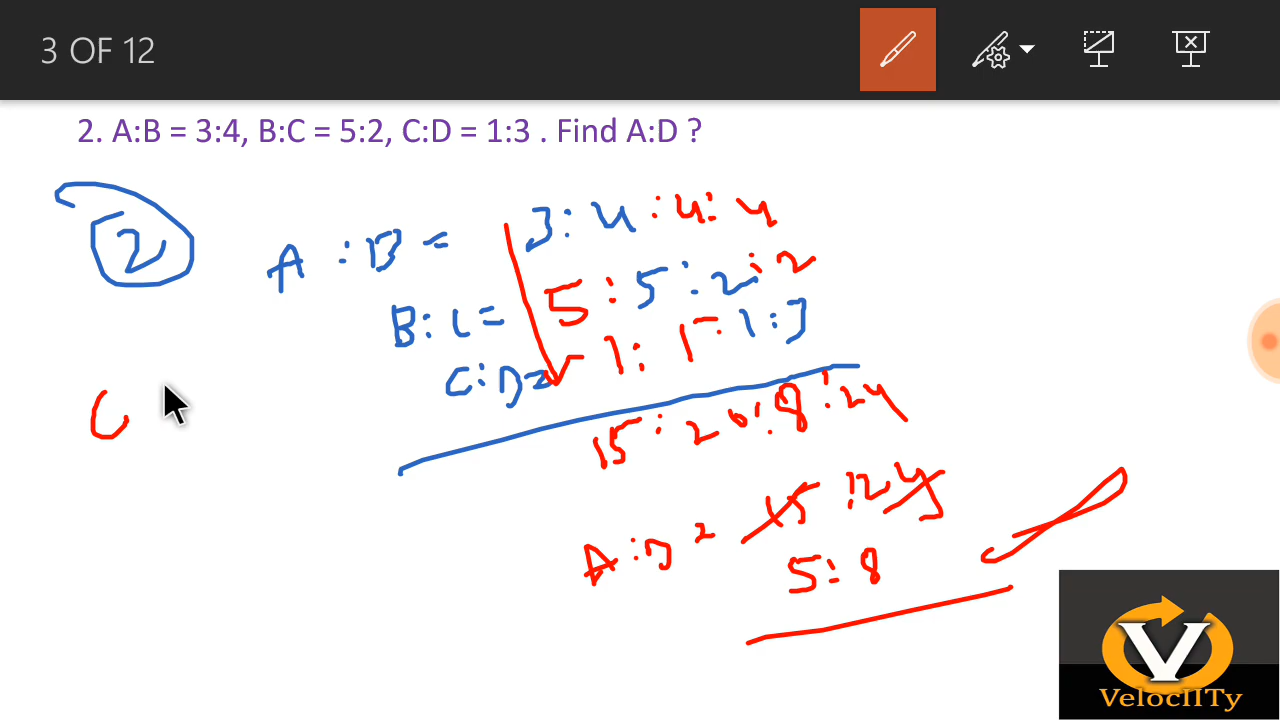 3 OF 12
2. A:B = 3:4, B:C = 5:2, C:D = 1:3 . Find A:D ?
2
A : B = 3 : 4 : 4 : 4
B : C = 5 : 5 : 2 : 2
C : D = 1 : 1 : 1 : 3
C
15 : 20 : 8 : 24
A : D = 15 : 24
5 : 8
V
VelocIITy